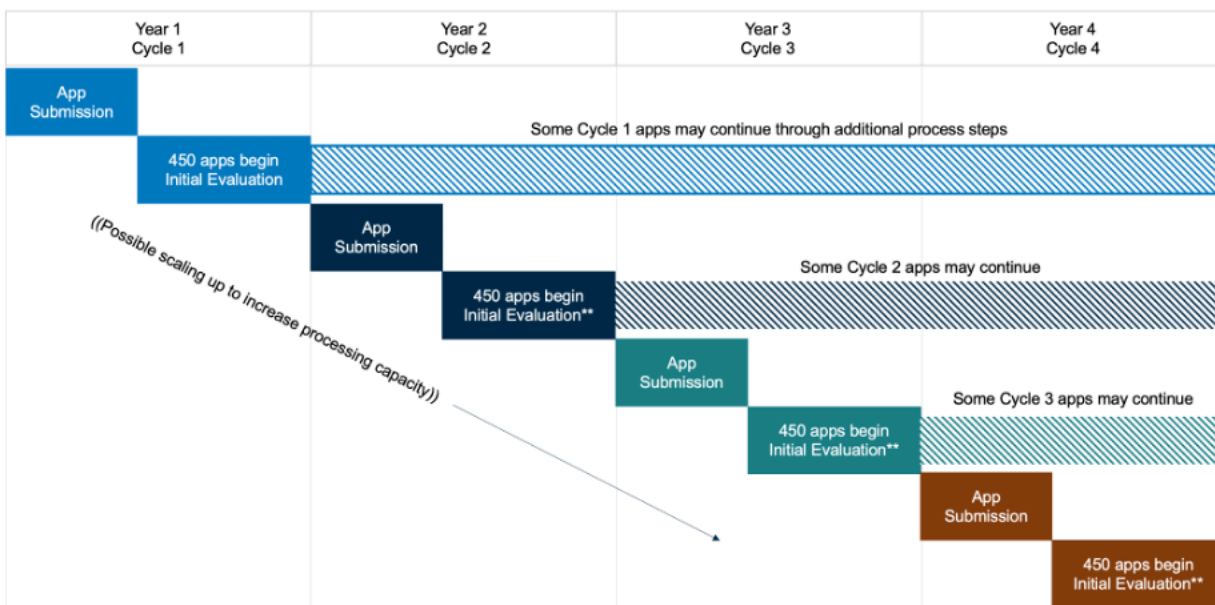 Year 1
Cycle 1
Year 2
Cycle 2
Year 3
Cycle 3
Year 4
Cycle 4
App
Submission
Some Cycle 1 apps may continue through additional process steps
450 apps begin
Initial Evaluation
((Possible scaling up to increase processing capacity))
App
Submission
Some Cycle 2 apps may continue
450 apps begin
Initial Evaluation**
App
Submission
Some Cycle 3 apps may continue
450 apps begin
Initial Evaluation**
App
Submission
450 apps begin
Initial Evaluation**